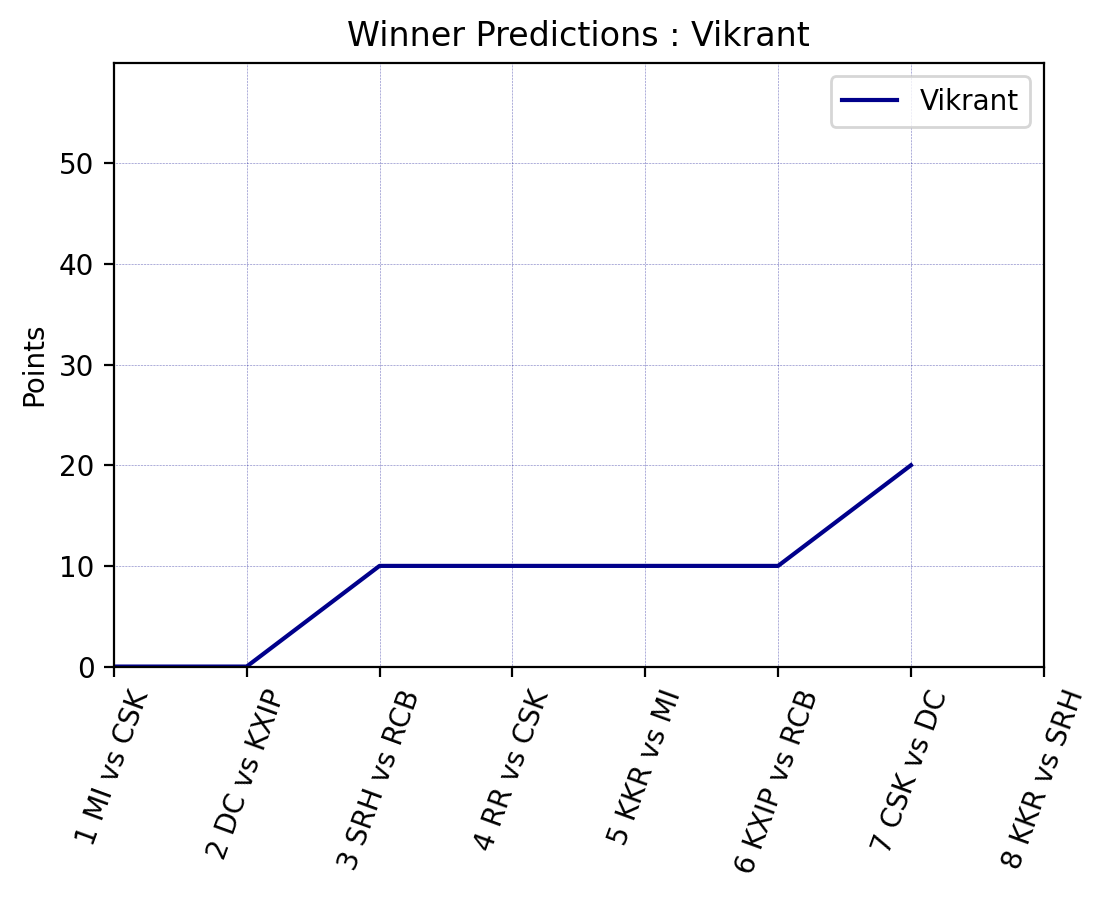 Winner Predictions : Vikrant
Vikrant
Points
50
40
30
20
10
0
1 MI vs CSK
2 DC vs KXIP
3 SRH vs RCB
4 RR vs CSK
5 KKR vs MI
6 KXIP vs RCB
7 CSK vs DC
8 KKR vs SRH